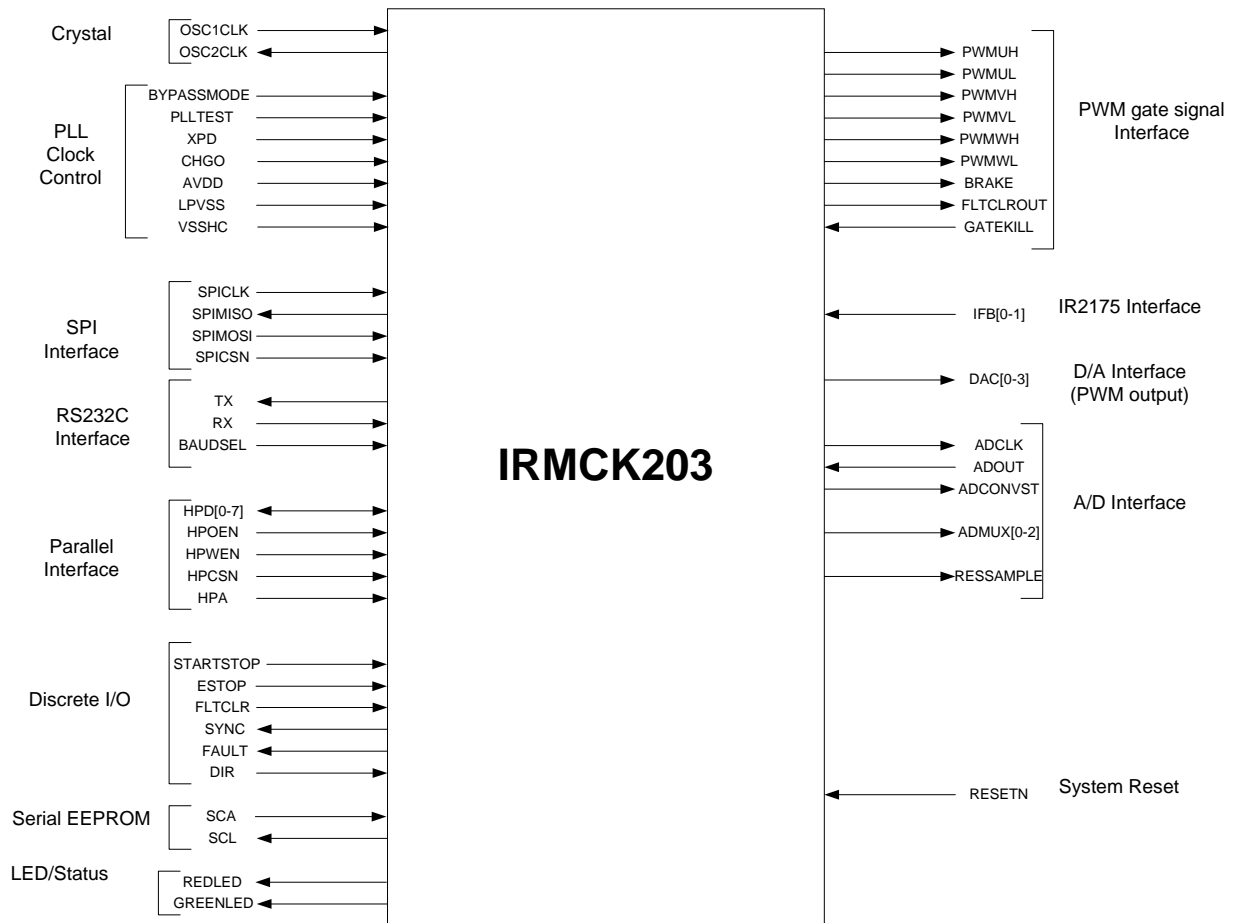 Crystal
OSC1CLK
OSC2CLK
PLL
Clock
Control
BYPASSMODE
PLLTEST
XPD
CHGO
AVDD
LPVSS
VSSHC
SPI
Interface
SPICLK
SPIMISO
SPIMOSI
SPICSN
RS232C
Interface
TX
RX
BAUDSEL
Parallel
Interface
HPD[0-7]
HPOEN
HPWEN
HPCSN
HPA
Discrete I/O
STARTSTOP
ESTOP
FLTCLR
SYNC
FAULT
DIR
Serial EEPROM
SCA
SCL
LED/Status
REDLED
GREENLED
IRMCK203
PWMUH
PWMUL
PWMVH
PWMVL
PWMWH
PWMWL
BRAKE
FLTCLROUT
GATEKILL
PWM gate signal
Interface
IFB[0-1]
IR2175 Interface
DAC[0-3]
D/A Interface
(PWM output)
ADCLK
ADOUT
ADCONVST
ADMUX[0-2]
RESSAMPLE
A/D Interface
RESETN
System Reset